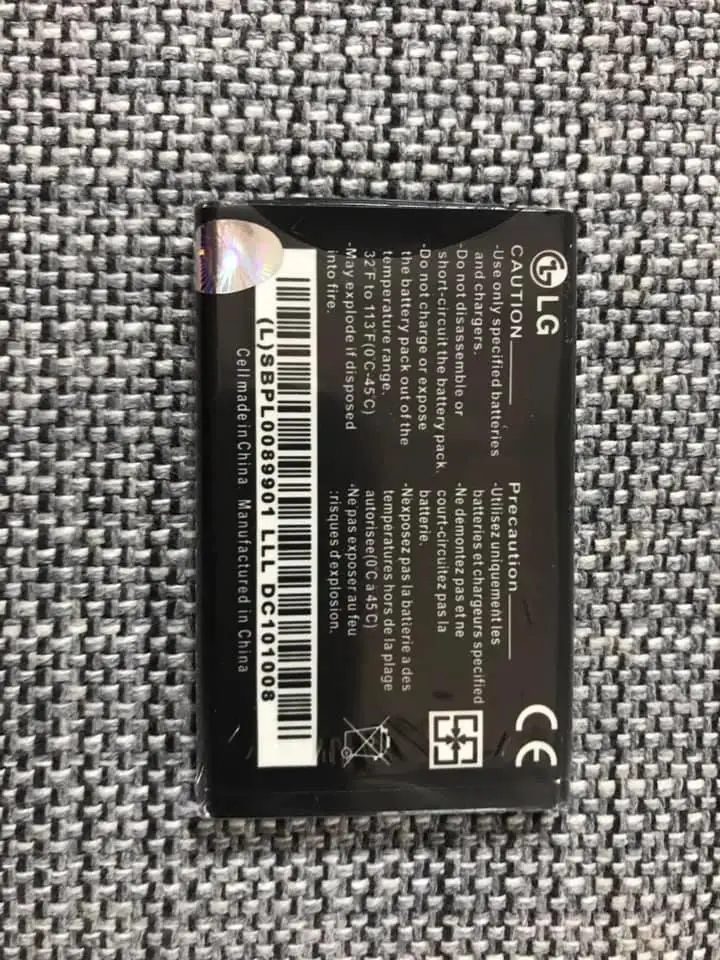 LG
CAUTION
-Use only specified batteries
and chargers.
-Do not disassemble or
short-circuit the battery pack.
-Do not charge or expose
the battery pack out of the
temperature range.
32°F to 113°F(0°C-45°C)
-May explode if disposed
into fire.
Precaution
-Utilisez uniquement les
batteries et chargeurs specified
-Ne demontez pas et ne
court-circuitez pas la
batterie.
-Nexposez pas la batterie a des
temperatures hors de la plage
autorisee(0°C a 45°C)
-Ne pas exposer au feu
:risques d'explosion.
CE
(L)SBPL0089901 LLL DC101008
Cell made in China Manufactured in China